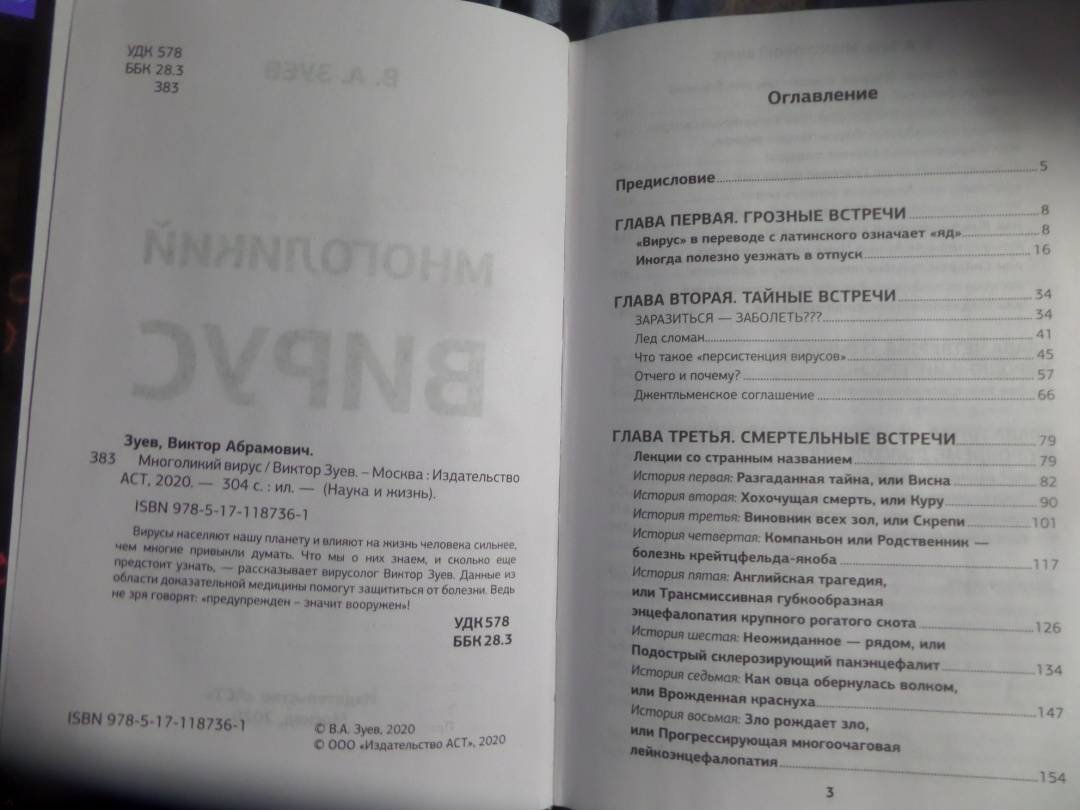 УДК 578
ББК 28.3
З83
Зуев, Виктор Абрамович.
З83 Многоликий вирус / Виктор Зуев. – Москва : Издательство
АСТ, 2020. — 304 с. : ил. — (Наука и жизнь).
ISBN 978-5-17-118736-1
Вирусы населяют нашу планету и влияют на жизнь человека сильнее,
чем многие привыкли думать. Что мы о них знаем, и сколько еще
предстоит узнать, — рассказывает вирусолог Виктор Зуев. Данные из
области доказательной медицины помогут защититься от болезни. Ведь
не зря говорят: «предупрежден – значит вооружен»!
УДК 578
ББК 28.3
ISBN 978-5-17-118736-1
© В.А. Зуев, 2020
© ООО «Издательство АСТ», 2020
Оглавление
Предисловие 5
ГЛАВА ПЕРВАЯ. ГРОЗНЫЕ ВСТРЕЧИ 8
«Вирус» в переводе с латинского означает «яд» 8
Иногда полезно уезжать в отпуск 16
ГЛАВА ВТОРАЯ. ТАЙНЫЕ ВСТРЕЧИ 34
ЗАРАЗИТЬСЯ — ЗАБОЛЕТЬ??? 34
Лед сломан 41
Что такое «персистенция вирусов» 45
Отчего и почему? 57
Джентльменское соглашение 66
ГЛАВА ТРЕТЬЯ. СМЕРТЕЛЬНЫЕ ВСТРЕЧИ 79
Лекции со странным названием 79
История первая: Разгаданная тайна, или Висна 82
История вторая: Хохочущая смерть, или Куру 90
История третья: Виновник всех зол, или Скрепи 101
История четвертая: Компаньон или Родственник —
болезнь крейтцфельда-якоба 117
История пятая: Английская трагедия,
или Трансмиссивная губкообразная
энцефалопатия крупного рогатого скота 126
История шестая: Неожиданное — рядом, или
Подострый склерозирующий панэнцефалит 134
История седьмая: Как овца обернулась волком,
или Врожденная краснуха 147
История восьмая: Зло рождает зло,
или Прогрессирующая многоочаговая
лейкоэнцефалопатия 154
3